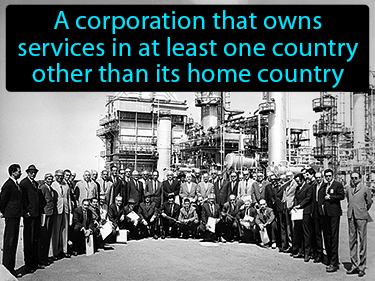 A corporation that owns
services in at least one country
other than its home country